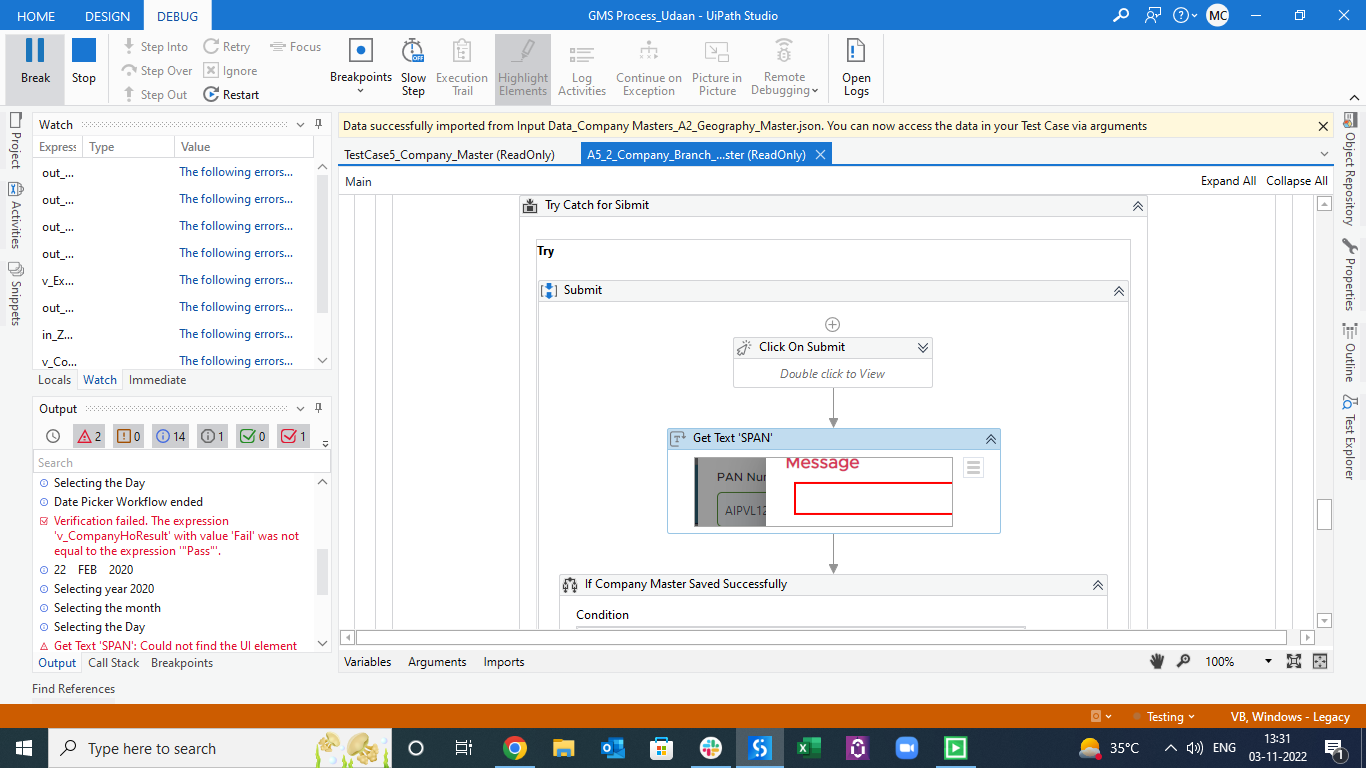 HOME
DESIGN
DEBUG
GMS Process_Udaan - UiPath Studio
MC
Break
Stop
Step Into
Step Over
Step Out
Retry
Ignore
Restart
Focus
Breakpoints
Slow
Step
OFF
Execution
Trail
Highlight
Elements
Log
Activities
Continue on
Exception
Picture in
Picture
Remote
Debugging
Open
Logs
Project
Activities
Snippets
Watch
Express
Type
Value
out_...
The following errors...
out_...
The following errors...
out_...
The following errors...
out_...
The following errors...
v_Ex...
The following errors...
out_...
The following errors...
in_Z...
The following errors...
v_Co...
The following errors...
Locals
Watch
Immediate
Output
2
0
14
1
0
1
Search
Selecting the Day
Date Picker Workflow ended
Verification failed. The expression
'v_CompanyHoResult' with value 'Fail' was not
equal to the expression '"Pass"'.
22 FEB 2020
Selecting year 2020
Selecting the month
Selecting the Day
Get Text 'SPAN': Could not find the UI element
Output
Call Stack
Breakpoints
Find References
Data successfully imported from Input Data_Company Masters_A2_Geography_Master.json. You can now access the data in your Test Case via arguments
TestCase5_Company_Master (ReadOnly)
A5_2_Company_Branch_...ster (ReadOnly)
Main
Expand All
Collapse All
Try Catch for Sibmit
Try
Submit
Click On Submit
Double click to View
Get Text 'SPAN'
Message
PAN Nur
AIPVL12
If Company Master Saved Successfully
Condition
Variables
Arguments
Imports
100%
Object Repository
Properties
Outline
Test Explorer
Testing
VB, Windows - Legacy
Type here to search
35°C
ENG
13:31
03-11-2022
1